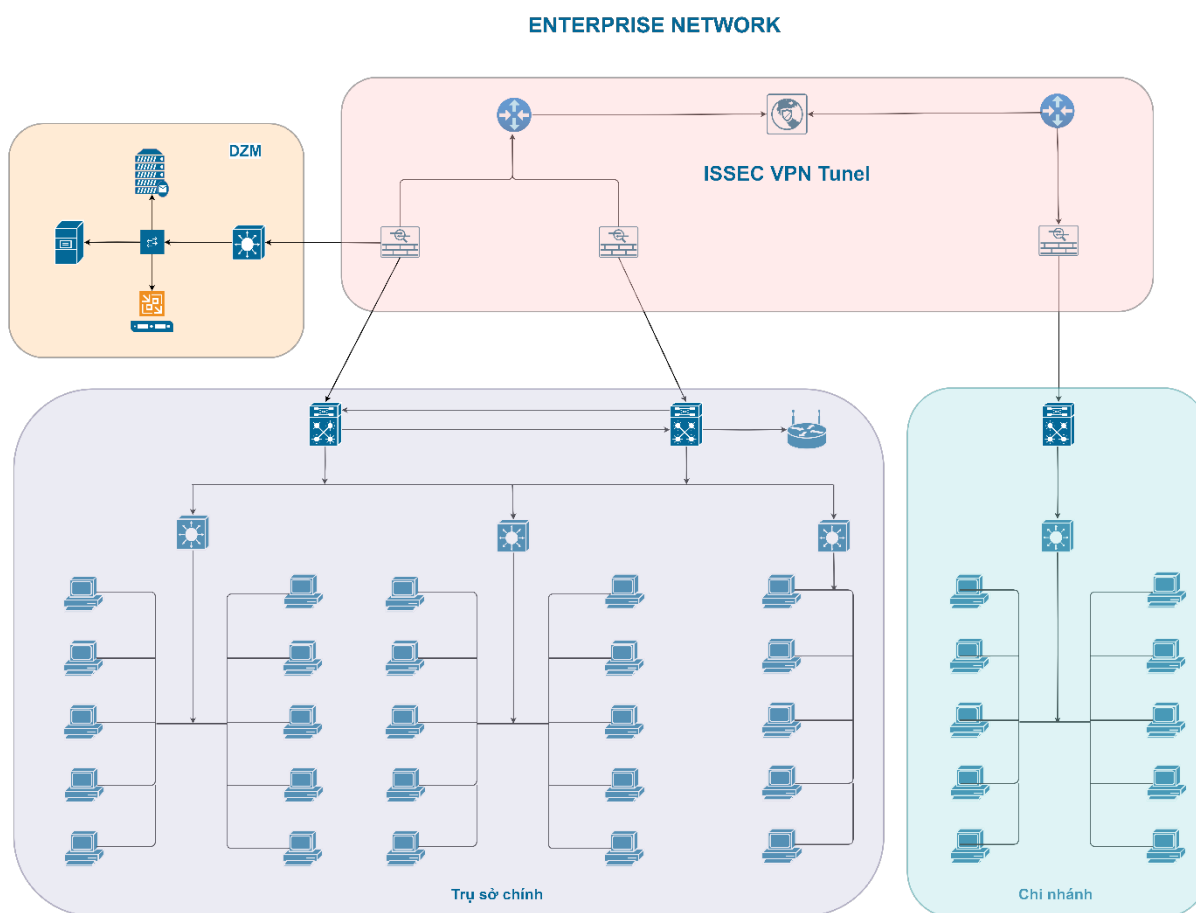 ENTERPRISE NETWORK
DZM
ISSEC VPN Tunel
Trụ sở chính
Chi nhánh